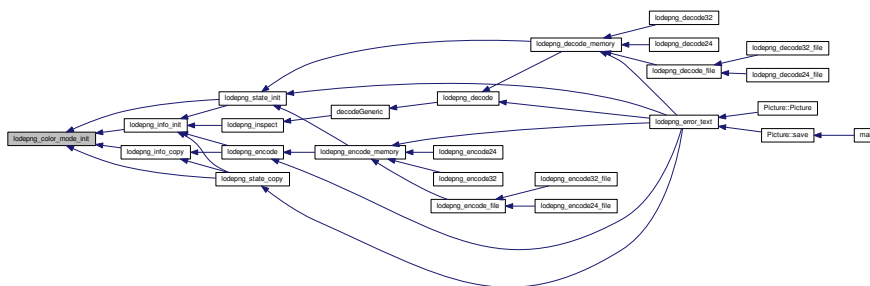 lodepng_color_mode_init
lodepng_state_init
lodepng_info_init
lodepng_info_copy
lodepng_state_copy
lodepng_inspect
lodepng_encode
decodeGeneric
lodepng_encode_memory
lodepng_decode
lodepng_encode24
lodepng_encode32
lodepng_encode_file
lodepng_decode_memory
lodepng_encode32_file
lodepng_encode24_file
lodepng_decode32
lodepng_decode24
lodepng_decode_file
lodepng_error_text
lodepng_decode32_file
lodepng_decode24_file
Picture::Picture
Picture::save